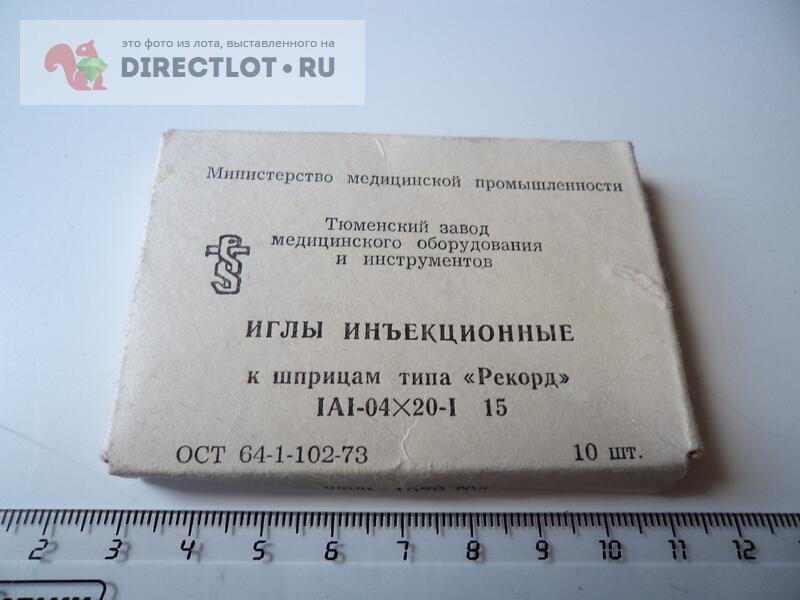 это фото из лота, выставленного на
DIRECTLOT.RU
Министерство медицинской промышленности
Тюменский завод
медицинского оборудования
и инструментов
ИГЛЫ ИНЪЕКЦИОННЫЕ
к шприцам типа «Рекорд»
IAI-04×20-I 15
ОСТ 64-1-102-73 10 шт.
2 3 4 5 6 7 8 9 10 11 12